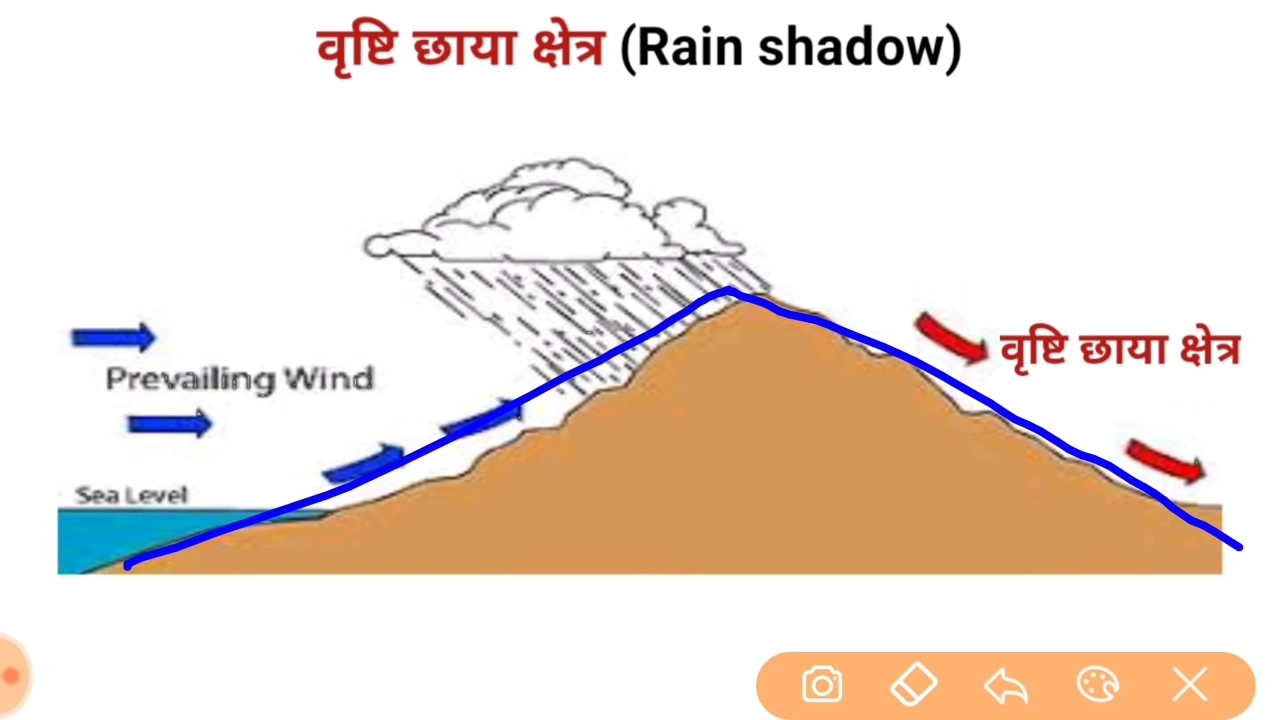 वृष्टि छाया क्षेत्र (Rain shadow)
Prevailing Wind
वृष्टि छाया क्षेत्र
Sea Level